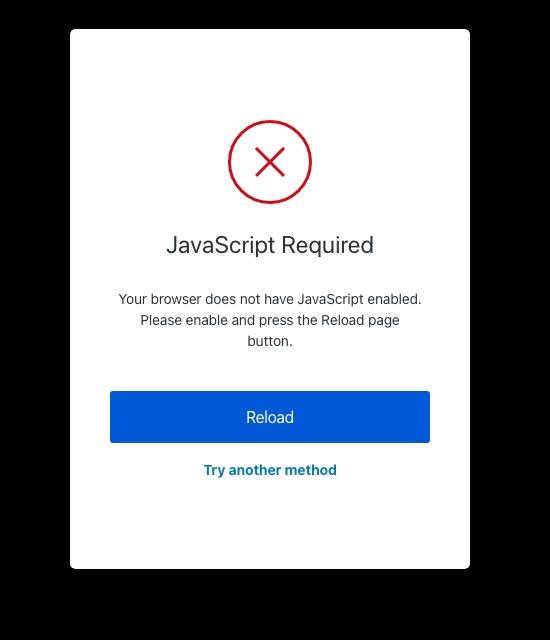 JavaScript Required
Your browser does not have JavaScript enabled.
Please enable and press the Reload page
button.
Reload
Try another method